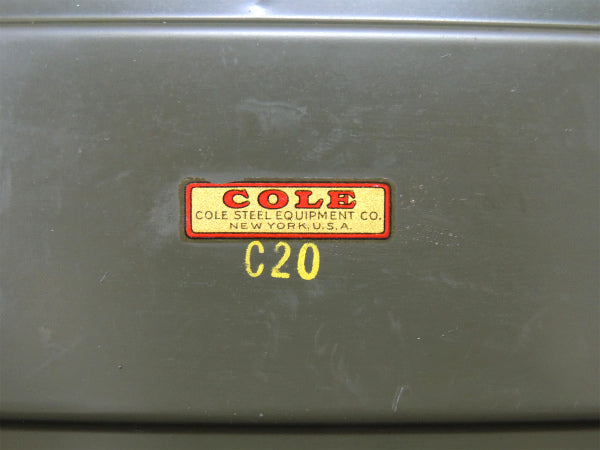 COLE
COLE STEEL EQUIPMENT CO.
NEW YORK, U.S.A.
C20